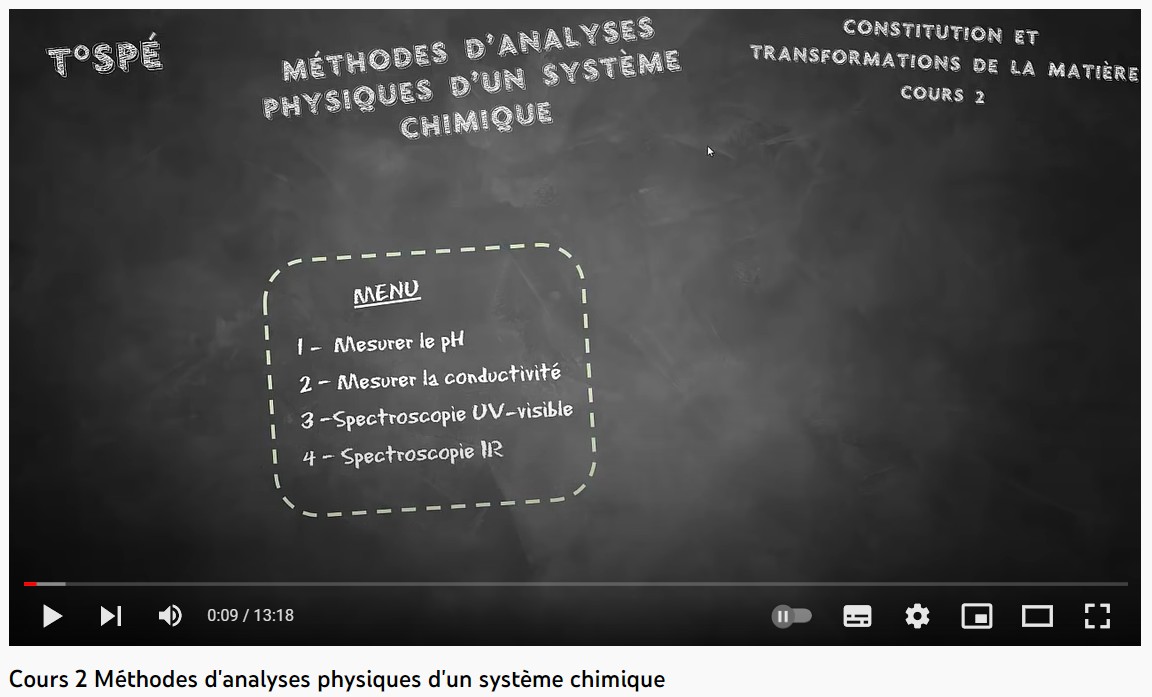 T°SPÉ
MÉTHODES D'ANALYSES
PHYSIQUES D'UN SYSTÈME
CHIMIQUE
CONSTITUTION ET
TRANSFORMATIONS DE LA MATIÈRE
COURS 2
MENU
1 - Mesurer le pH
2 - Mesurer la conductivité
3 -Spectroscopie UV-visible
4 - Spectroscopie IR
0:09 / 13:18
Cours 2 Méthodes d'analyses physiques d'un système chimique